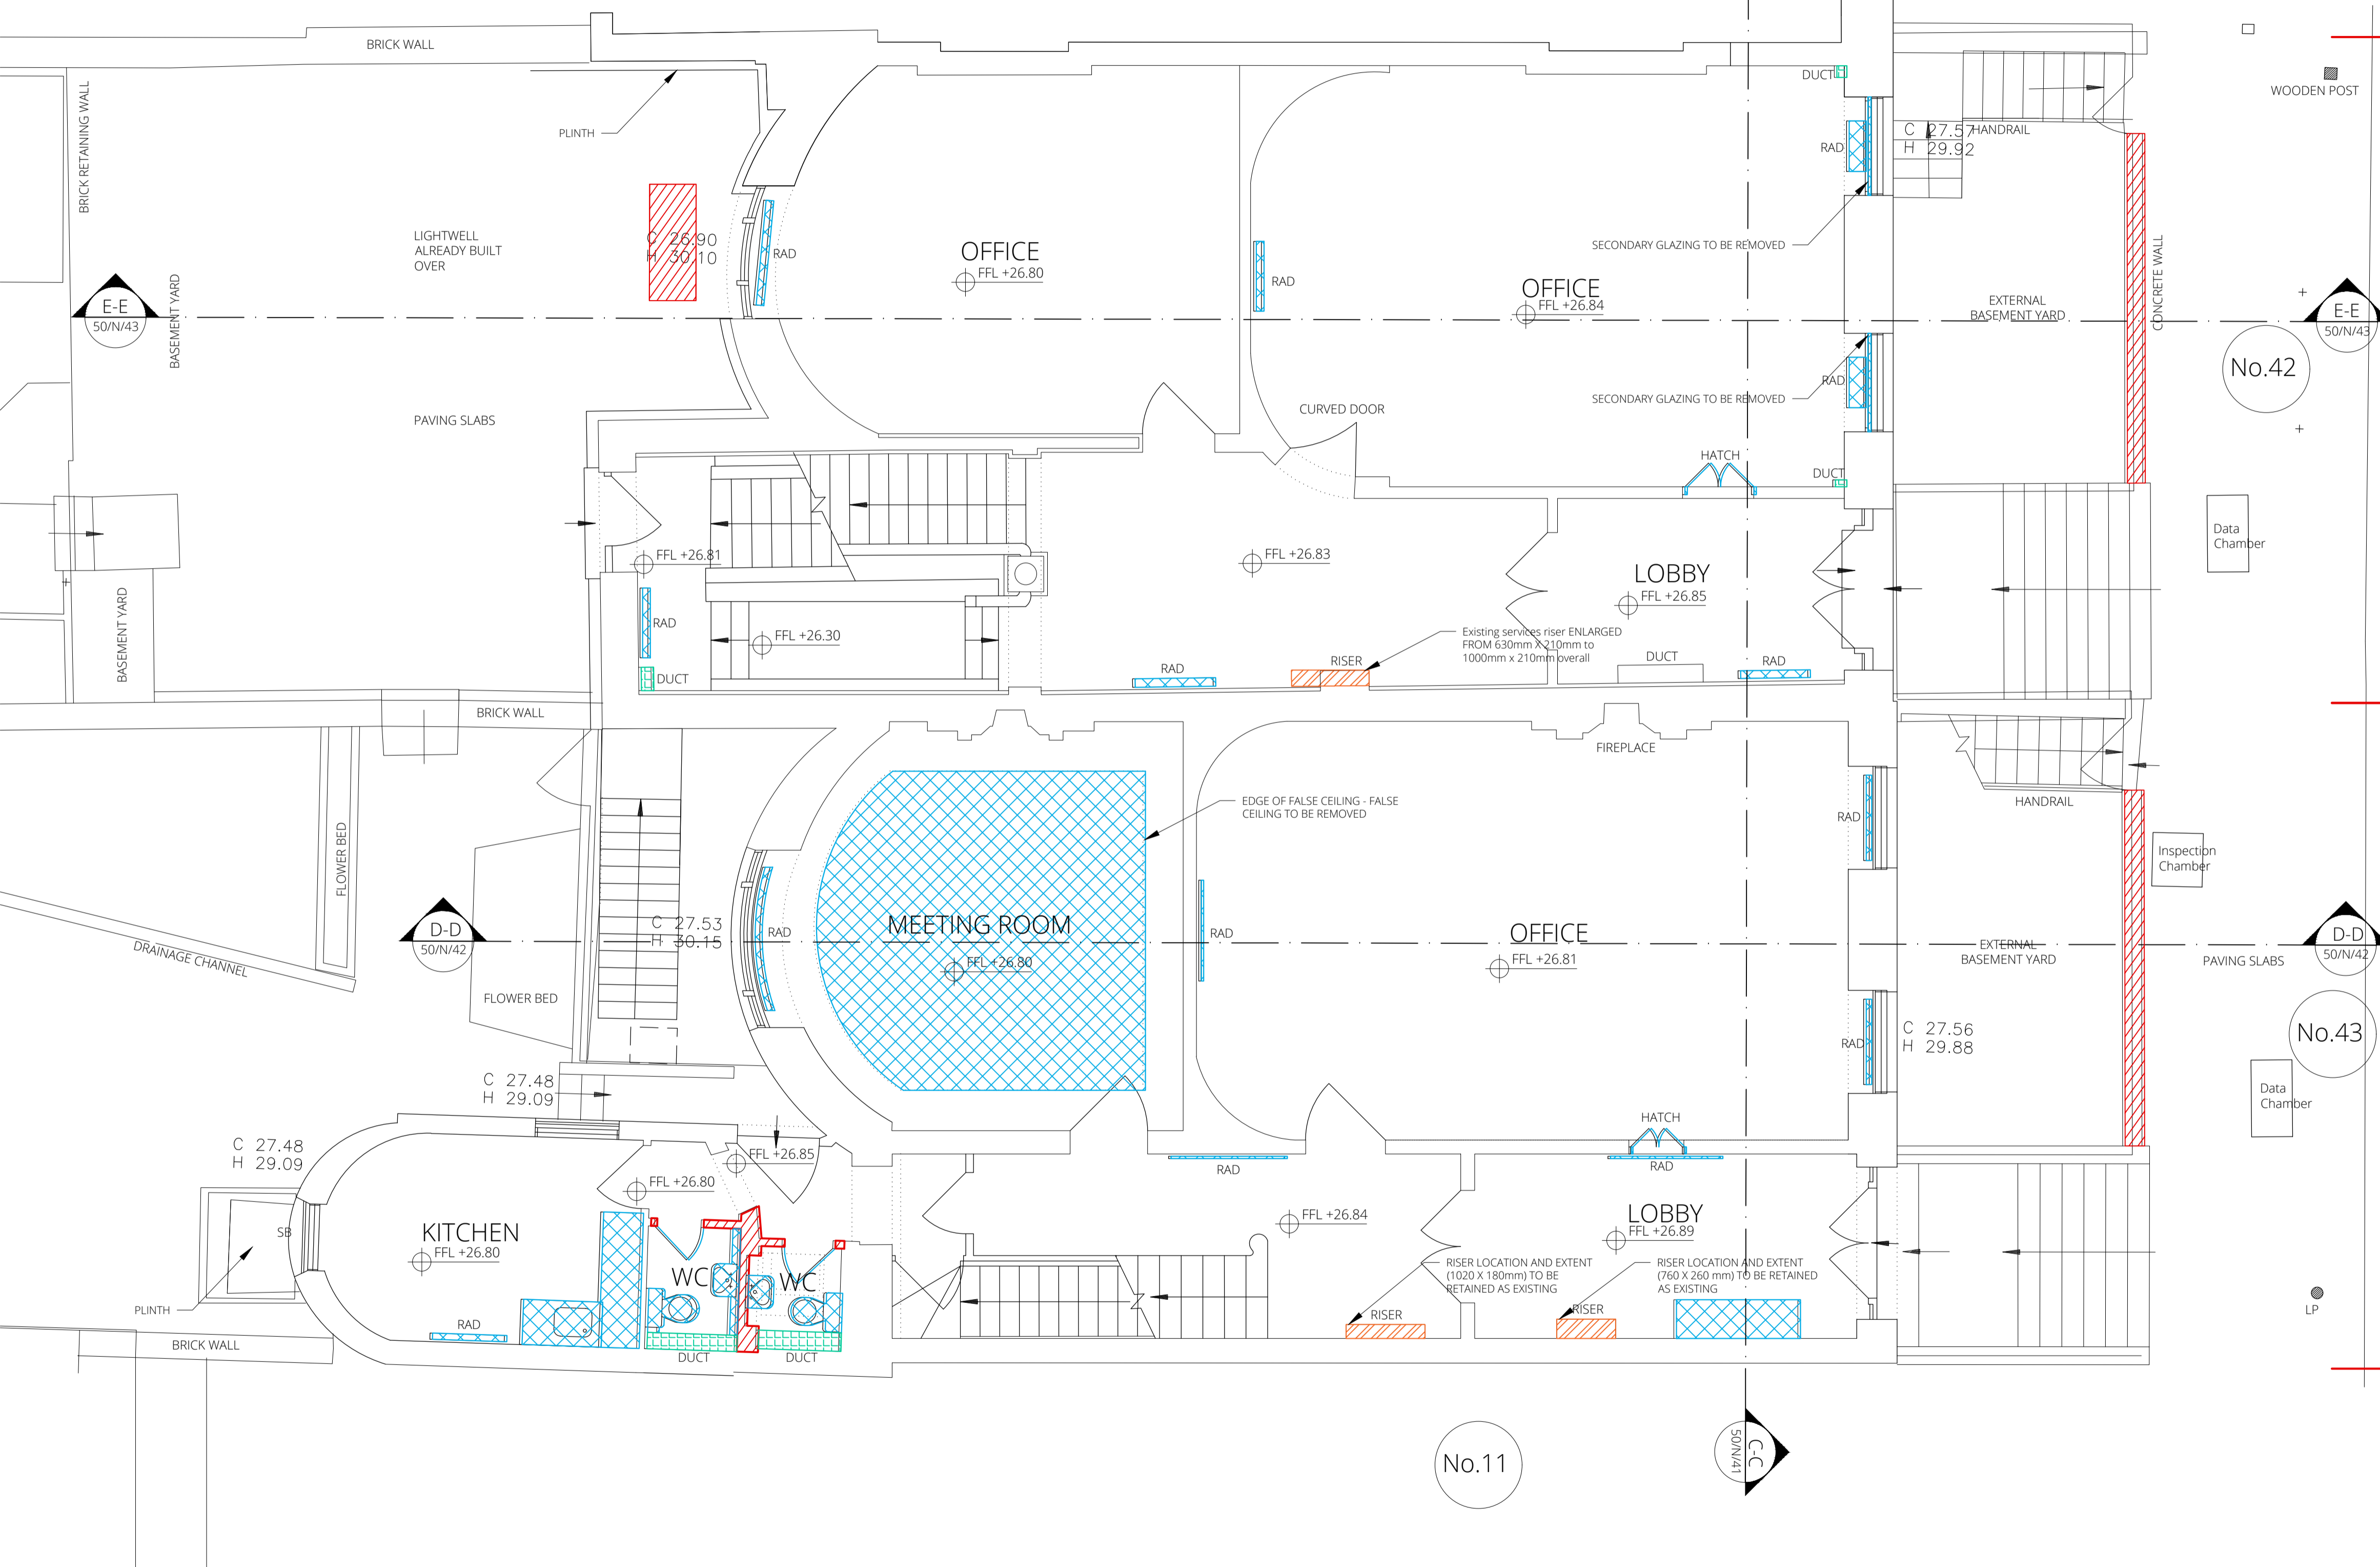 BRICK WALL
BRICK RETAINING WALL
PLINTH
DUCT
WOODEN POST
RAD
C 27.57
H 29.92
HANDRAIL
LIGHTWELL
ALREADY BUILT
OVER
C 26.90
H 30.10
RAD
OFFICE
FFL +26.80
RAD
SECONDARY GLAZING TO BE REMOVED
OFFICE
FFL +26.84
CONCRETE WALL
EXTERNAL
BASEMENT YARD
E-E
50/N/43
BASEMENT YARD
E-E
50/N/43
No.42
RAD
SECONDARY GLAZING TO BE REMOVED
CURVED DOOR
PAVING SLABS
HATCH
DUCT
Data
Chamber
FFL +26.81
FFL +26.83
LOBBY
FFL +26.85
BASEMENT YARD
RAD
FFL +26.30
Existing services riser ENLARGED
FROM 630mm X 210mm to
1000mm x 210mm overall
RISER
RAD
DUCT
RAD
DUCT
BRICK WALL
FIREPLACE
HANDRAIL
EDGE OF FALSE CEILING - FALSE
CEILING TO BE REMOVED
RAD
FLOWER BED
Inspection
Chamber
C 27.53
H 30.15
RAD
MEETING ROOM
FFL +26.80
RAD
OFFICE
FFL +26.81
EXTERNAL
BASEMENT YARD
PAVING SLABS
D-D
50/N/42
D-D
50/N/42
DRAINAGE CHANNEL
FLOWER BED
C 27.56
H 29.88
RAD
No.43
C 27.48
H 29.09
Data
Chamber
HATCH
C 27.48
H 29.09
FFL +26.85
RAD
RAD
FFL +26.80
SB
KITCHEN
FFL +26.80
FFL +26.84
LOBBY
FFL +26.89
WC
WC
RISER LOCATION AND EXTENT
(1020 X 180mm) TO BE
RETAINED AS EXISTING
RISER LOCATION AND EXTENT
(760 X 260 mm) TO BE RETAINED
AS EXISTING
PLINTH
RAD
RISER
RISER
LP
BRICK WALL
DUCT
DUCT
No.11
C-C
50/N/41